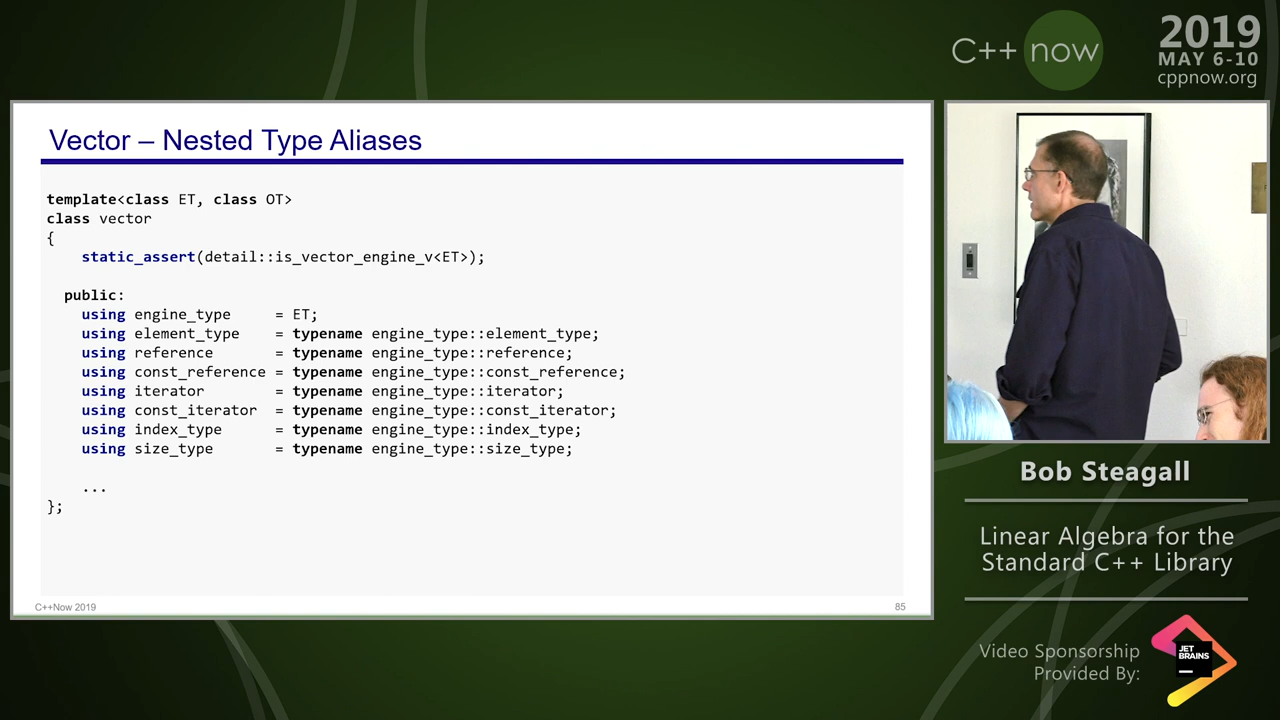 C++ now
2019
MAY 6-10
cppnow.org
Vector – Nested Type Aliases
template<class ET, class OT>
class vector
{
    static_assert(detail::is_vector_engine_v<ET>);
  public:
    using engine_type     = ET;
    using element_type    = typename engine_type::element_type;
    using reference       = typename engine_type::reference;
    using const_reference = typename engine_type::const_reference;
    using iterator        = typename engine_type::iterator;
    using const_iterator  = typename engine_type::const_iterator;
    using index_type      = typename engine_type::index_type;
    using size_type       = typename engine_type::size_type;
    ...
};
C++Now 2019
85
Bob Steagall
Linear Algebra for the
Standard C++ Library
Video Sponsorship
Provided By:
JET
BRAINS